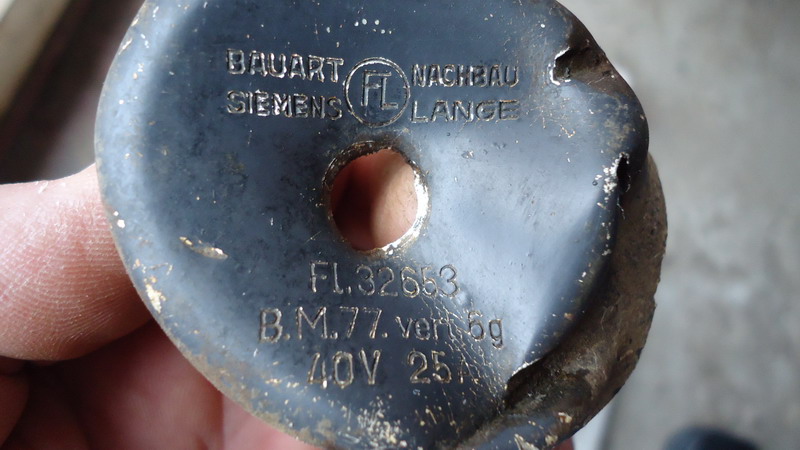 BAUART FL NACHBAU
SIEMENS LANGE
Fl. 32653
B.M.77. vert 6g
40V 25A